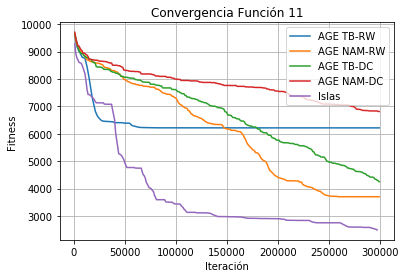 Convergencia Función 11
10000
9000
8000
7000
6000
5000
4000
3000
Fitness
AGE TB-RW
AGE NAM-RW
AGE TB-DC
AGE NAM-DC
Islas
0 50000 100000 150000 200000 250000 300000
Iteración